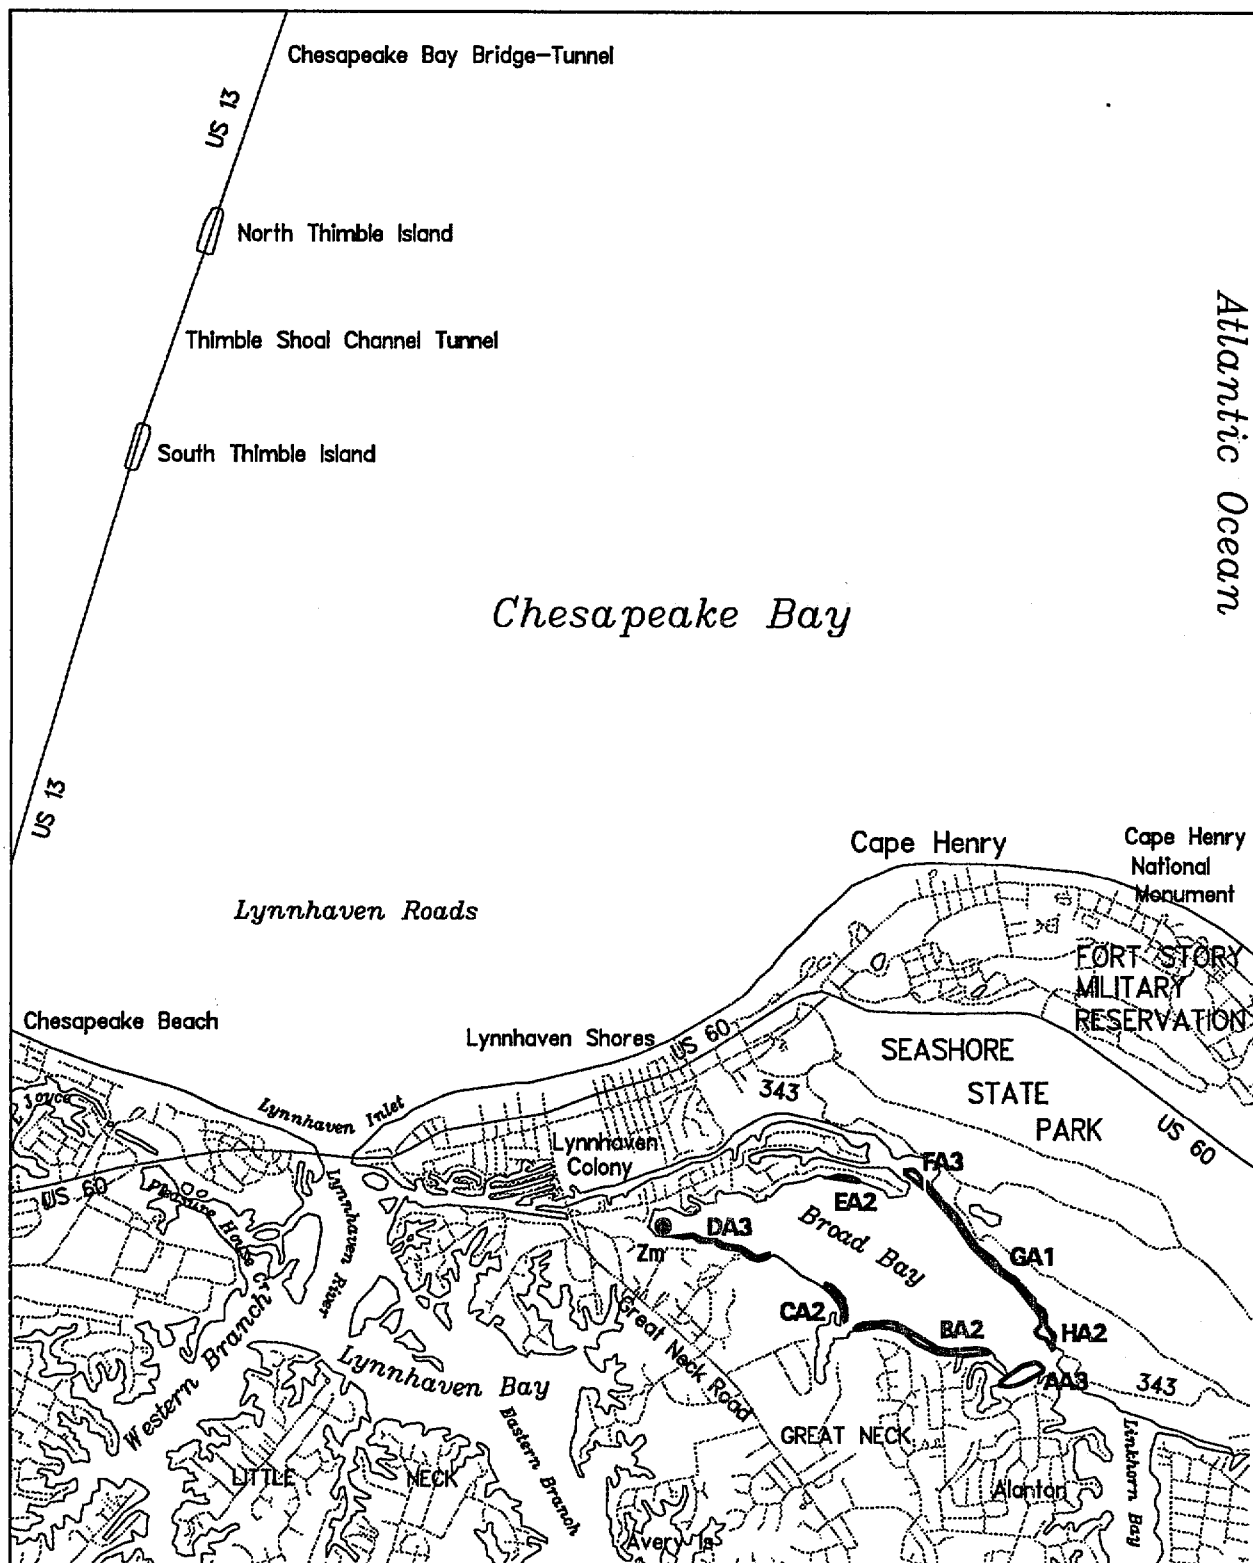 Chesapeake Bay Bridge-Tunnel
US 13
North Thimble Island
Atlantic Ocean
Thimble Shoal Channel Tunnel
South Thimble Island
Chesapeake Bay
US 13
Cape Henry
Cape Henry
National
Monument
Lynnhaven Roads
FORT STORY
MILITARY
RESERVATION
Chesapeake Beach
Lynnhaven Shores
US 60
SEASHORE
STATE
PARK
343
Joyce
Lynnhaven Inlet
US 60
Lynnhaven
Colony
FA3
US 60
Pleasure House Cr
Lynnhaven River
EA2
Broad Bay
DA3
Zm
GA1
CA2
BA2
HA2
Great Neck Road
AA3
343
Western Branch
Lynnhaven Bay
Eastern Branch
GREAT NECK
Linkhorn Bay
LITTLE
NECK
Alanton
Avery Is